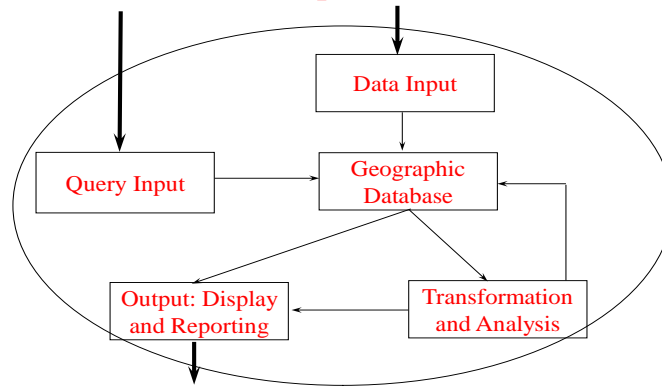 Data Input
Query Input
Geographic
Database
Output: Display
and Reporting
Transformation
and Analysis